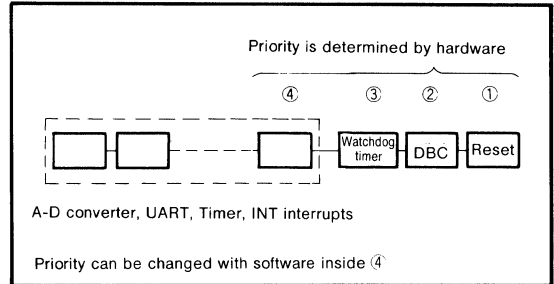 Priority is determined by hardware
④ ③ ② ①
Watchdog
timer
DBC
Reset
A-D converter, UART, Timer, INT interrupts
Priority can be changed with software inside ④